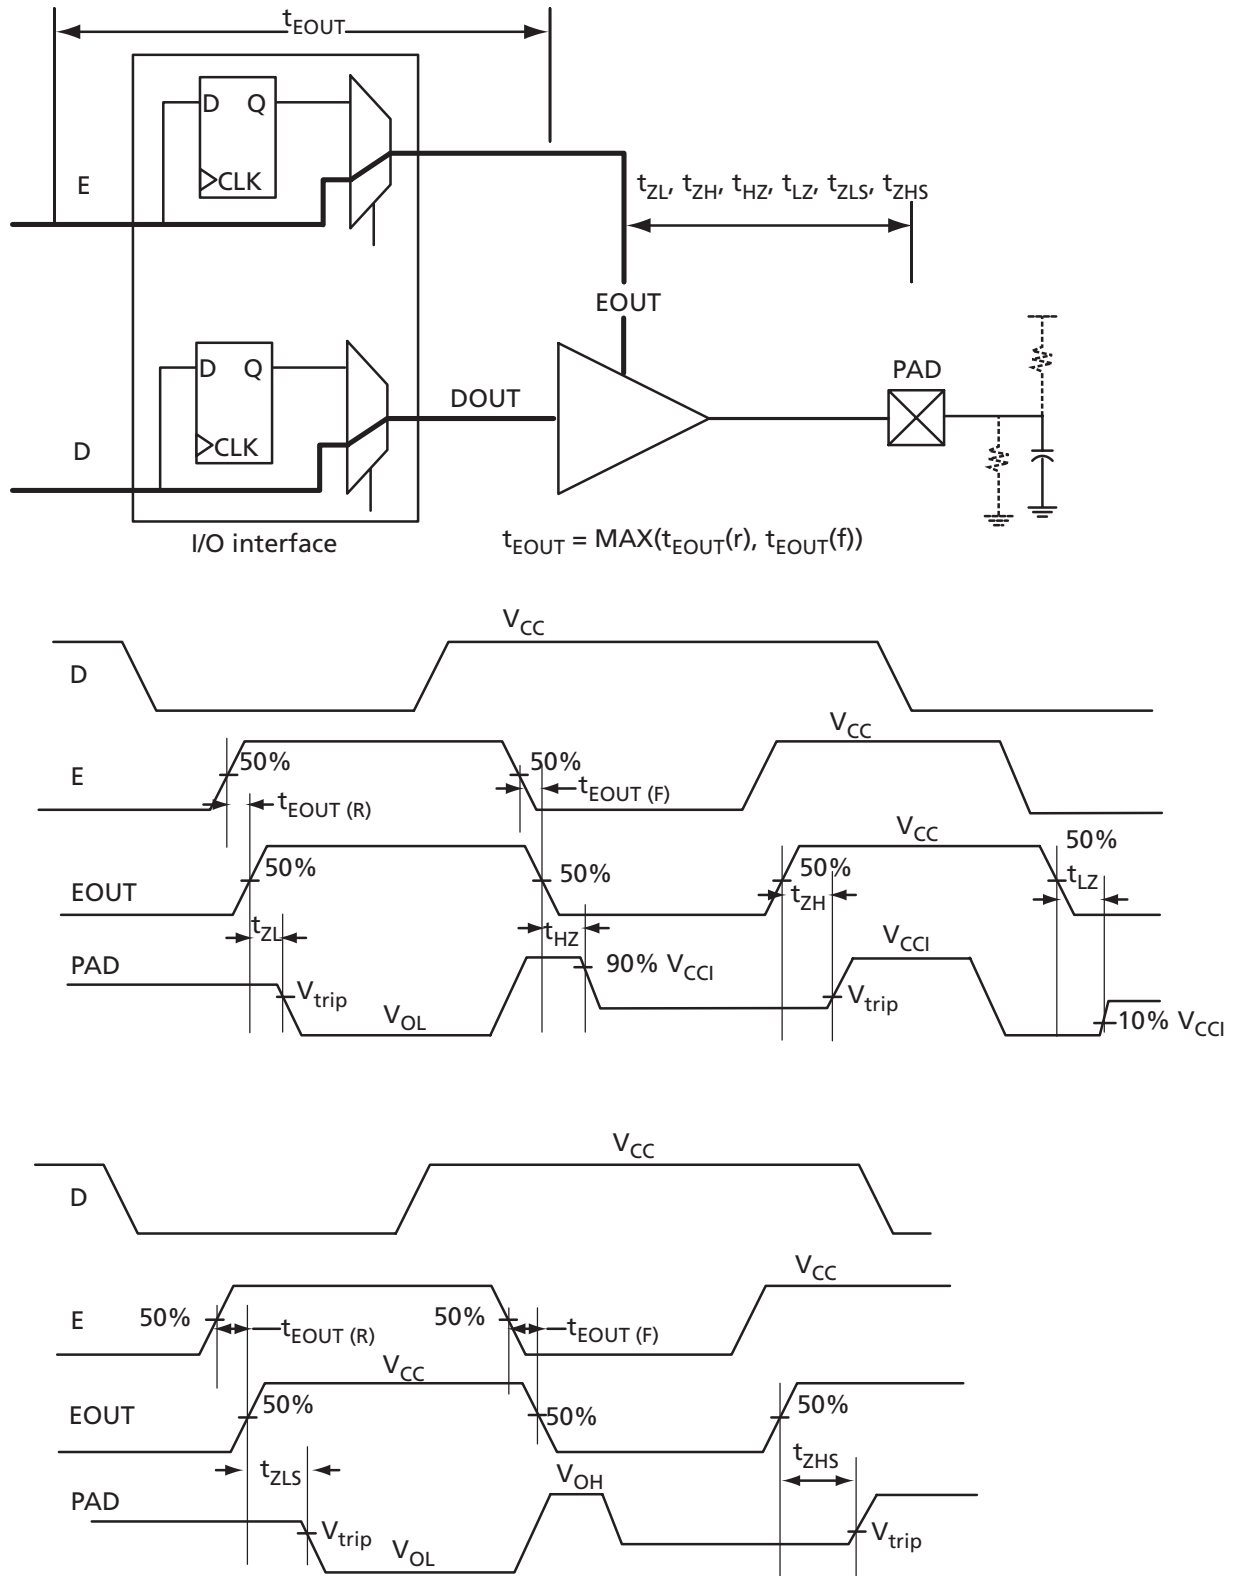 tEOUT
D Q
CLK
E
tZL, tZH, tHZ, tLZ, tZLS, tZHS
EOUT
D Q
CLK
DOUT
PAD
D
I/O interface
tEOUT = MAX(tEOUT(r), tEOUT(f))
VCC
D
VCC
50%
50%
E
tEOUT (R)
tEOUT (F)
VCC
50%
50%
50%
50%
EOUT
tZL
tHZ
tZH
tLZ
PAD
VCCI
90% VCCI
Vtrip
Vtrip
VOL
10% VCCI
VCC
D
VCC
E
50%
50%
tEOUT (R)
tEOUT (F)
VCC
EOUT
50%
50%
50%
tZLS
tZHS
VOH
PAD
Vtrip
Vtrip
VOL